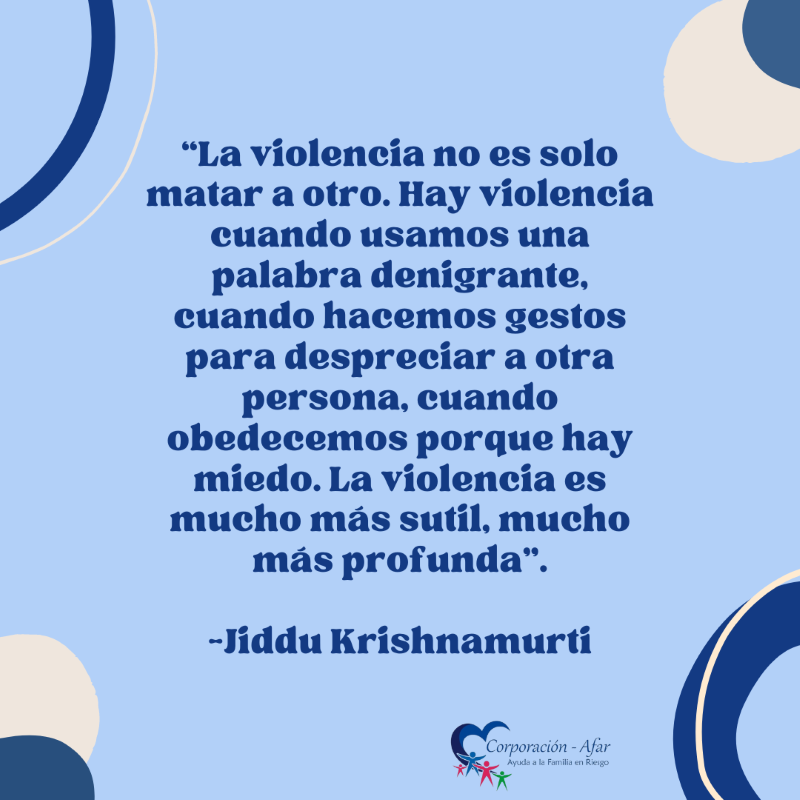 “La violencia no es solo
matar a otro. Hay violencia
cuando usamos una
palabra denigrante,
cuando hacemos gestos
para despreciar a otra
persona, cuando
obedecemos porque hay
miedo. La violencia es
mucho más sutil, mucho
más profunda”.
-Jiddu Krishnamurti
Corporación - Afar
Ayuda a la Familia en Riesgo